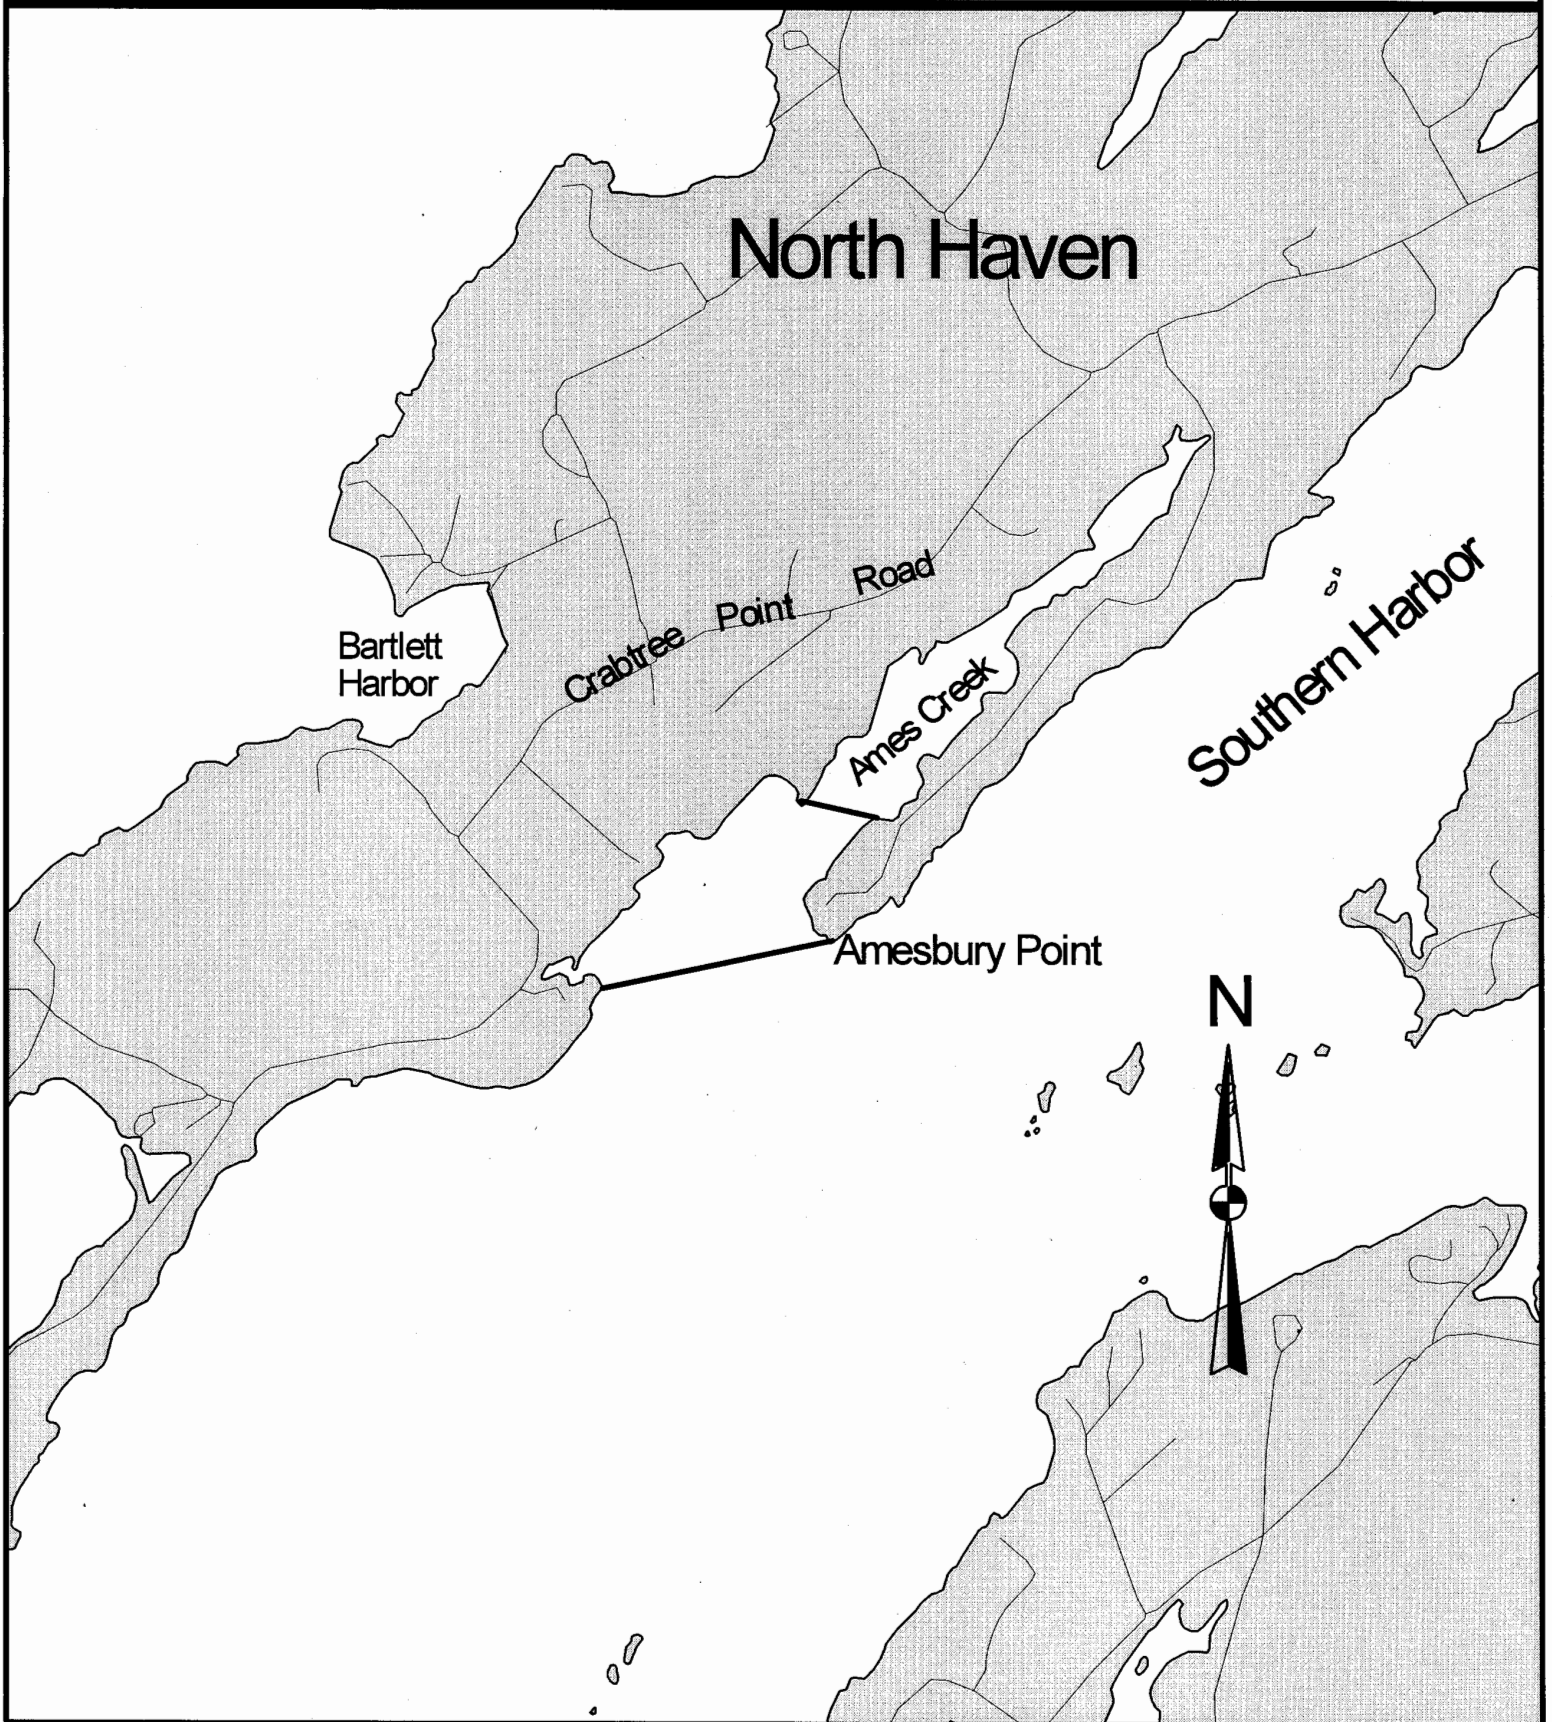 North Haven
Crabtree Point Road
Bartlett
Harbor
Ames Creek
Southern Harbor
Amesbury Point
N